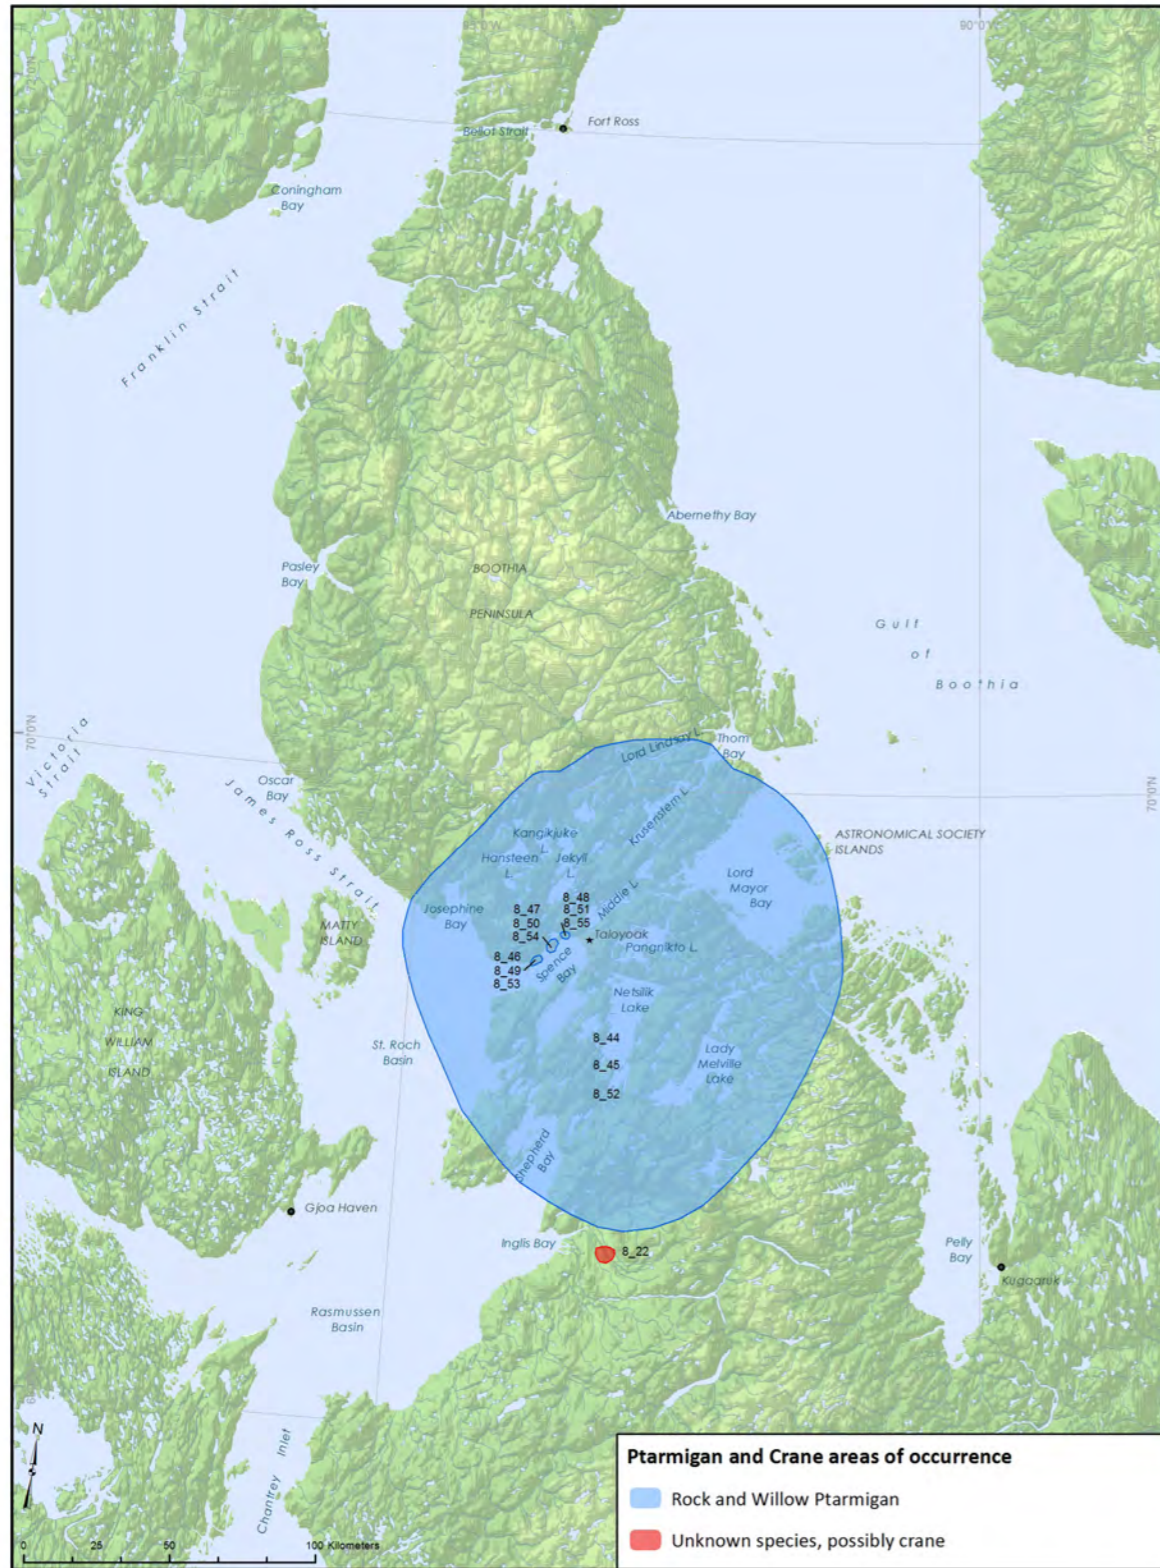 90°0'W
Bellot Strait
Fort Ross
Coningham
Bay
Franklin Strait
Abernethy Bay
Pasley
Bay
BOOTHIA
PENINSULA
Gulf
of
Boothia
70°0'N
Victoria
Strait
James Ross Strait
Oscar
Bay
Lord Lindsay L.
Thom
Bay
70°0'N
Krusenstern L.
Kangikjuke
L.
Hansteen
L.
Jekyll
L.
ASTRONOMICAL SOCIETY
ISLANDS
Lord
Mayor
Bay
Middle L.
Josephine
Bay
8_48
8_51
8_55
8_47
8_50
8_54
8_46
8_49
8_53
Taloyoak
Pangnikto L.
Spence
Bay
MATTY
ISLAND
Netsilik
Lake
KING
WILLIAM
ISLAND
St. Roch
Basin
8_44
8_45
8_52
Lady
Melville
Lake
Shepherd
Bay
Gjoa Haven
Inglis Bay
8_22
Pelly
Bay
Kugaaruk
Rasmussen
Basin
Chantrey Inlet
N
0 25 50 100 Kilometers
Ptarmigan and Crane areas of occurrence
Rock and Willow Ptarmigan
Unknown species, possibly crane